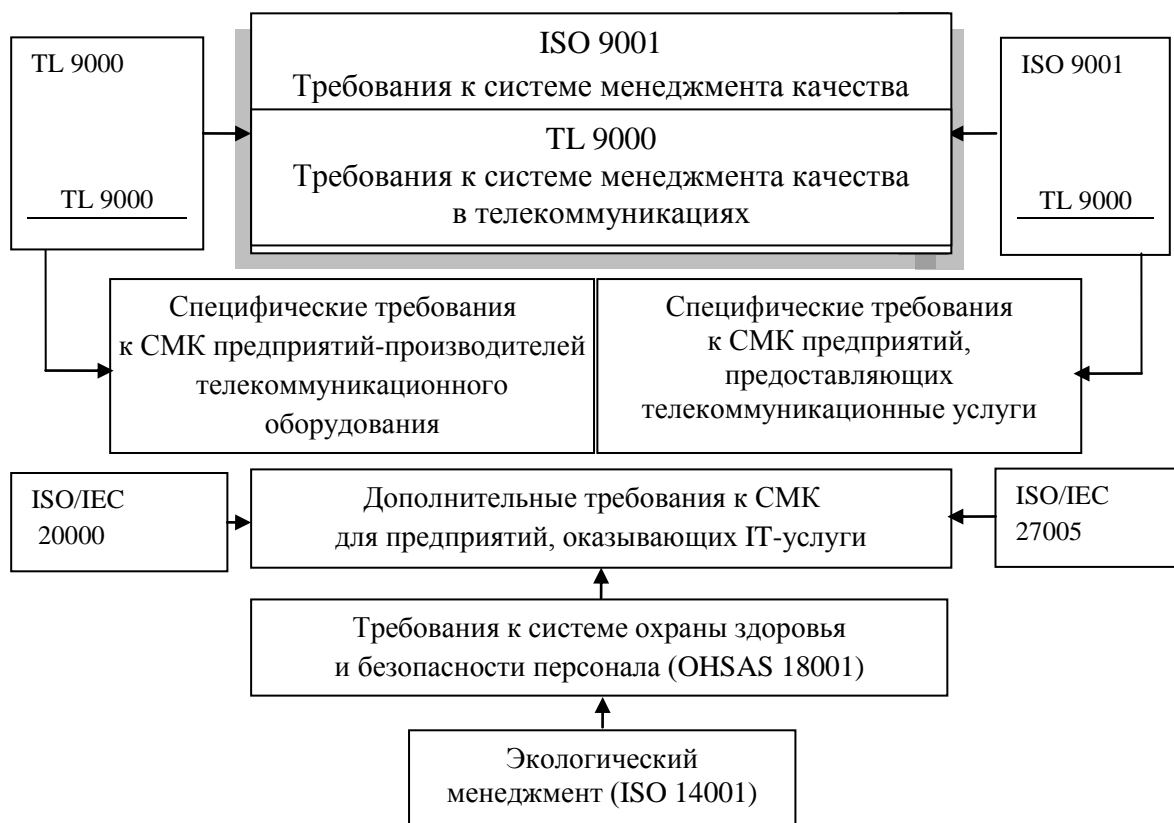 TL 9000
TL 9000
ISO 9001
Требования к системе менеджмента качества
TL 9000
Требования к системе менеджмента качества
в телекоммуникациях
ISO 9001
TL 9000
Специфические требования
к СМК предприятий-производителей
телекоммуникационного
оборудования
Специфические требования
к СМК предприятий,
предоставляющих
телекоммуникационные услуги
ISO/IEC
20000
Дополнительные требования к СМК
для предприятий, оказывающих IT-услуги
ISO/IEC
27005
Требования к системе охраны здоровья
и безопасности персонала (OHSAS 18001)
Экологический
менеджмент (ISO 14001)